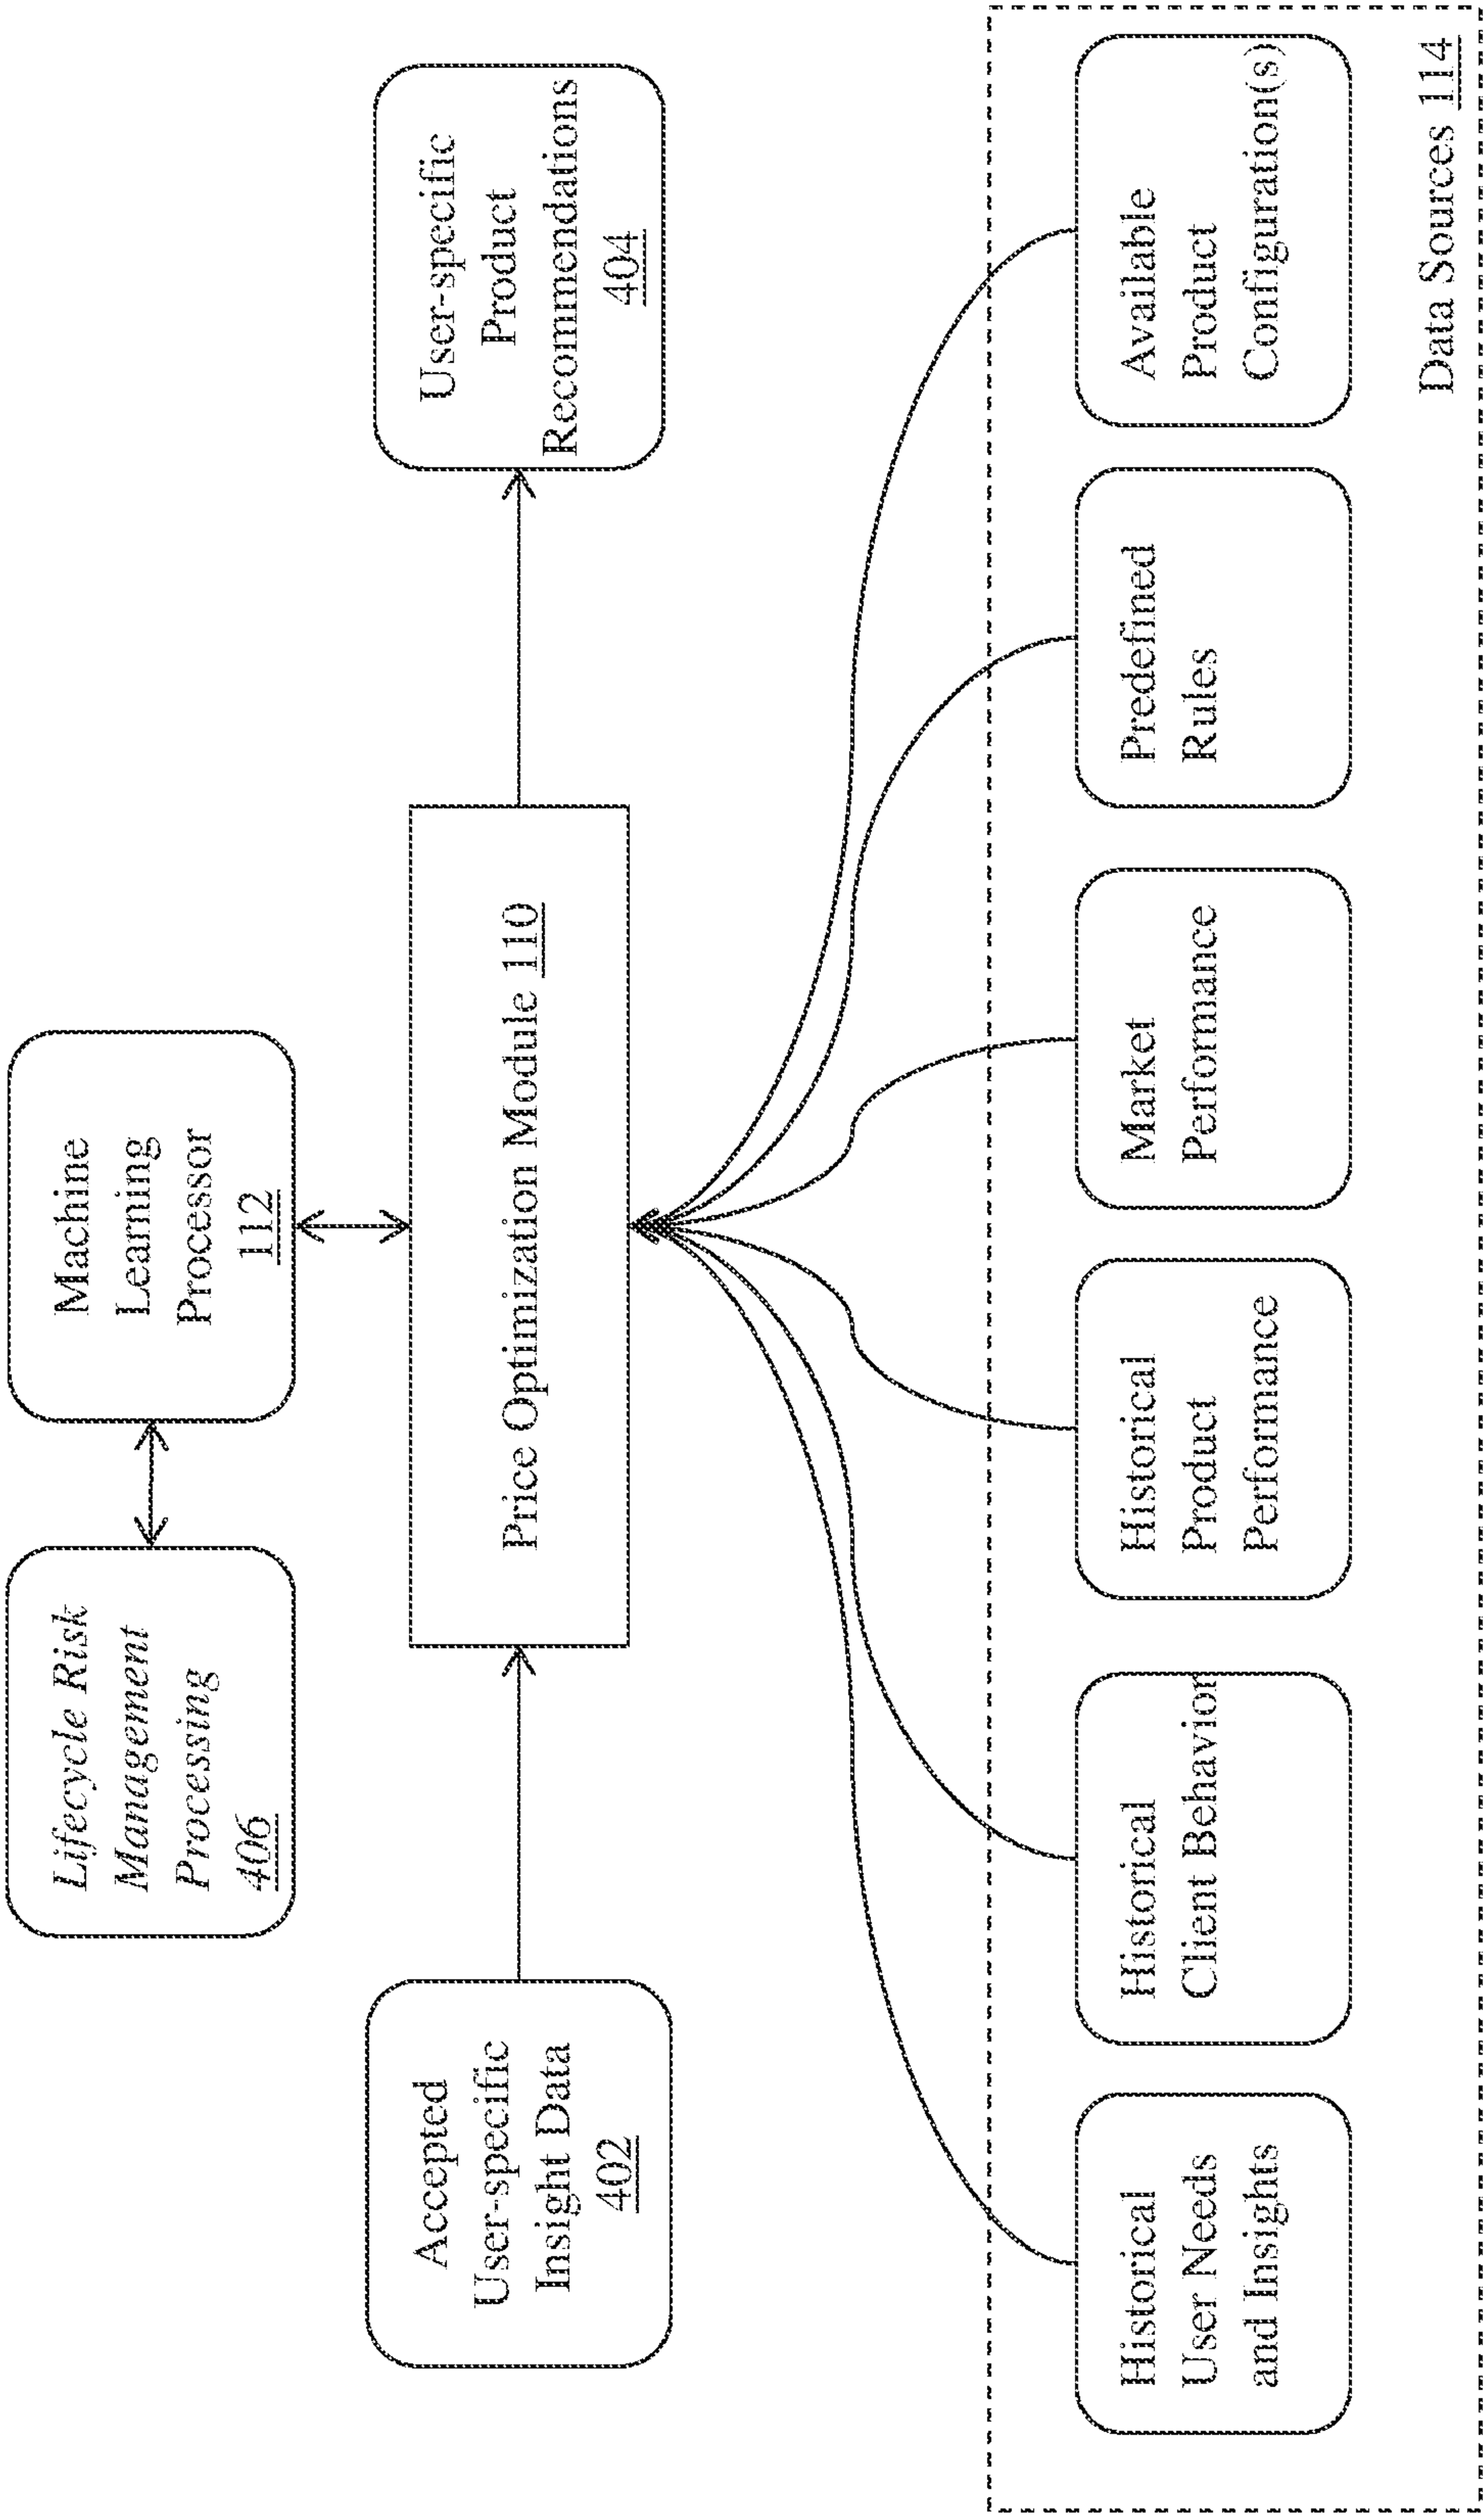 Lifecycle Risk
Management
Processing
406
Machine
Learning
Processor
112
Accepted
User-specific
Insight Data
402
Price Optimization Module 110
User-specific
Product
Recommendations
404
Historical
User Needs
and Insights
Historical
Client Behavior
Historical
Product
Performance
Market
Performance
Predefined
Rules
Available
Product
Configuration(s)
Data Sources 114